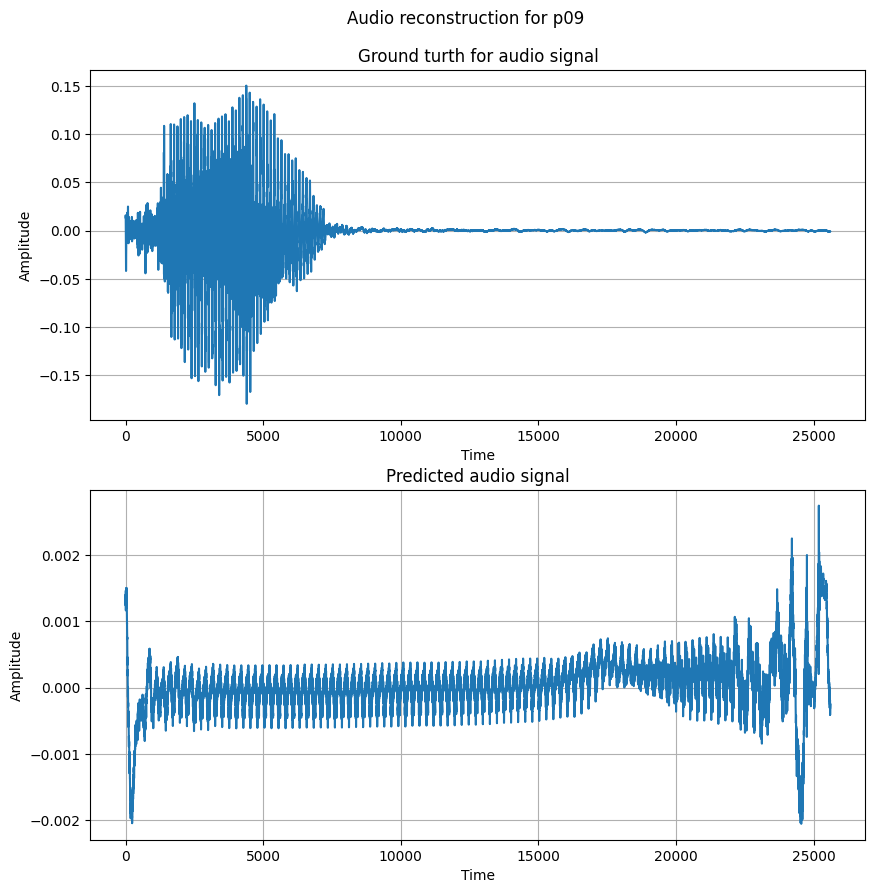 Audio reconstruction for p09
Ground turth for audio signal
0.15
0.10
0.05
0.00
−0.05
−0.10
−0.15
Amplitude
0 5000 10000 15000 20000 25000
Time
Predicted audio signal
0.002
0.001
0.000
−0.001
−0.002
Amplitude
0 5000 10000 15000 20000 25000
Time